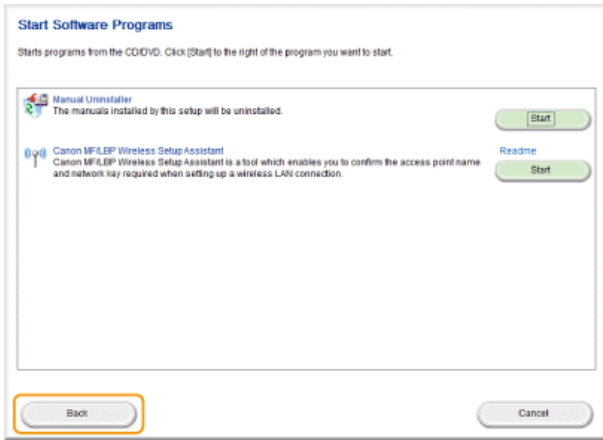 Start Software Programs
Starts programs from the CD/DVD. Click [Start] to the right of the program you want to start.
Manual Uninstaller
The manuals installed by this setup will be uninstalled.
Start
Canon MF/LBP Wireless Setup Assistant
Readme
Canon MF/LBP Wireless Setup Assistant is a tool which enables you to confirm the access point name
and network key required when setting up a wireless LAN connection.
Start
Back
Cancel